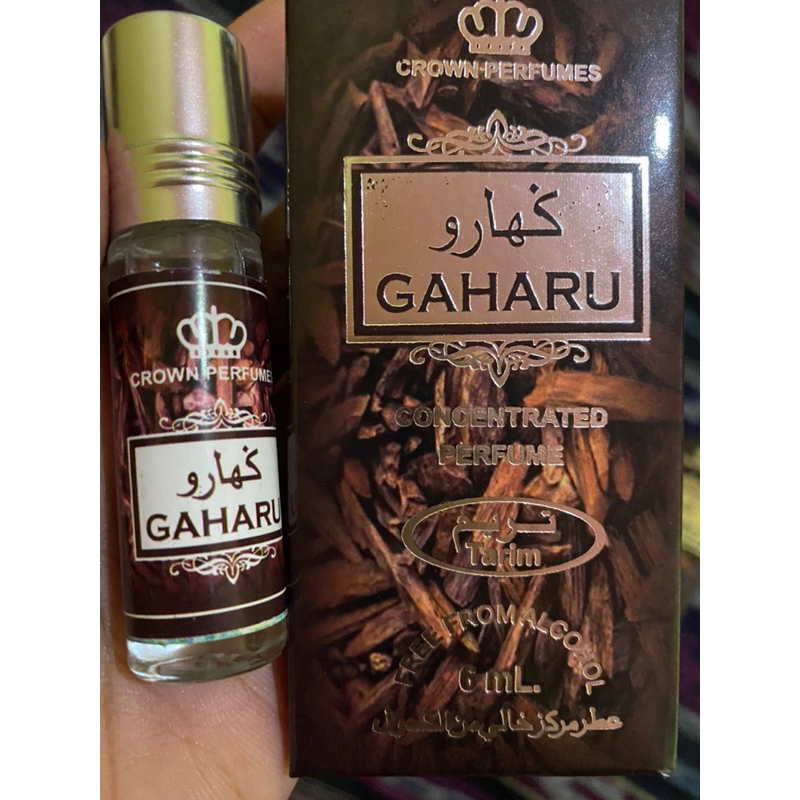 CROWN PERFUMES
كهارو
GAHARU
CROWN PERFUMES
كهارو
GAHARU
CONCENTRATED
PERFUME
تريم
Tarim
FREE FROM ALCOHOL
6 mL.
عطر مركز خالي من الكحول